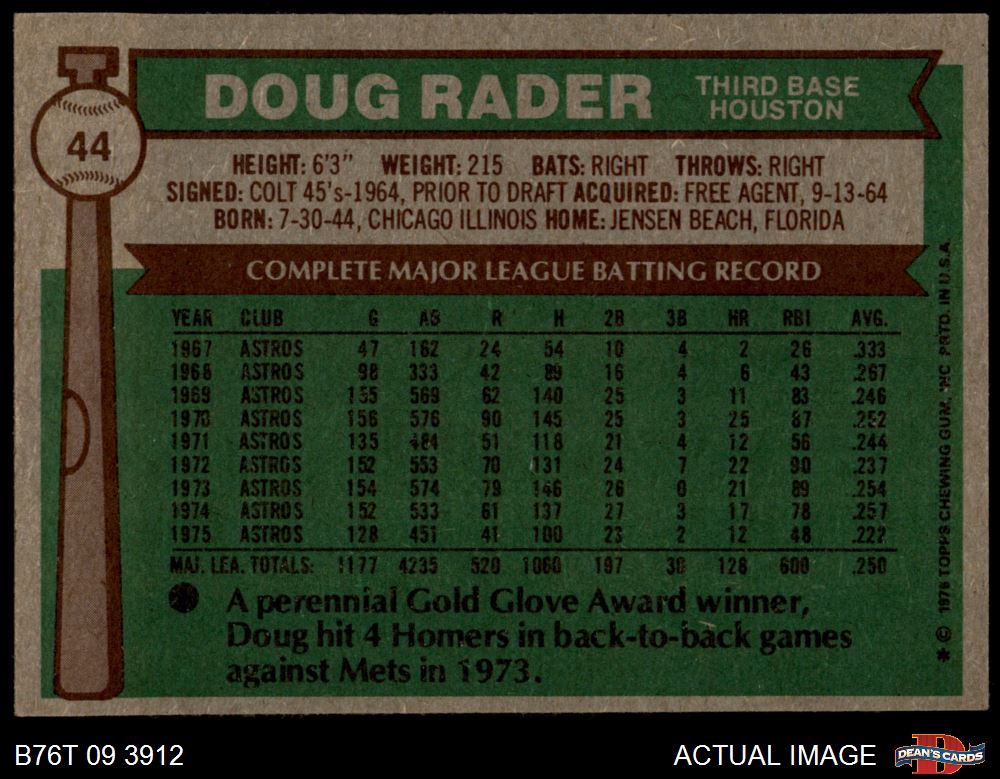 44
DOUG RADER
THIRD BASE
HOUSTON
HEIGHT: 6'3" WEIGHT: 215 BATS: RIGHT THROWS: RIGHT
SIGNED: COLT 45's-1964, PRIOR TO DRAFT ACQUIRED: FREE AGENT, 9-13-64
BORN: 7-30-44, CHICAGO ILLINOIS HOME: JENSEN BEACH, FLORIDA
COMPLETE MAJOR LEAGUE BATTING RECORD
YEAR CLUB G AB R H 2B 3B HR RBI AVG.
1967 ASTROS 47 162 24 54 10 4 2 26 .333
1968 ASTROS 98 333 42 89 16 4 6 43 .267
1969 ASTROS 155 569 62 140 25 3 11 83 .246
1970 ASTROS 156 576 90 145 25 3 25 87 .252
1971 ASTROS 135 484 51 118 21 4 12 56 .244
1972 ASTROS 152 553 70 131 24 7 22 90 .237
1973 ASTROS 154 574 79 146 26 0 21 89 .254
1974 ASTROS 152 533 61 137 27 3 17 78 .257
1975 ASTROS 128 451 41 100 23 2 12 48 .222
MAJ. LEA. TOTALS: 1177 4235 520 1060 197 30 128 600 .250
A perennial Gold Glove Award winner,
Doug hit 4 Homers in back-to-back games
against Mets in 1973.
* © 1976 TOPPS CHEWING GUM, INC. PRTD. IN U.S.A.
B76T 09 3912
ACTUAL IMAGE
DEAN'S CARDS